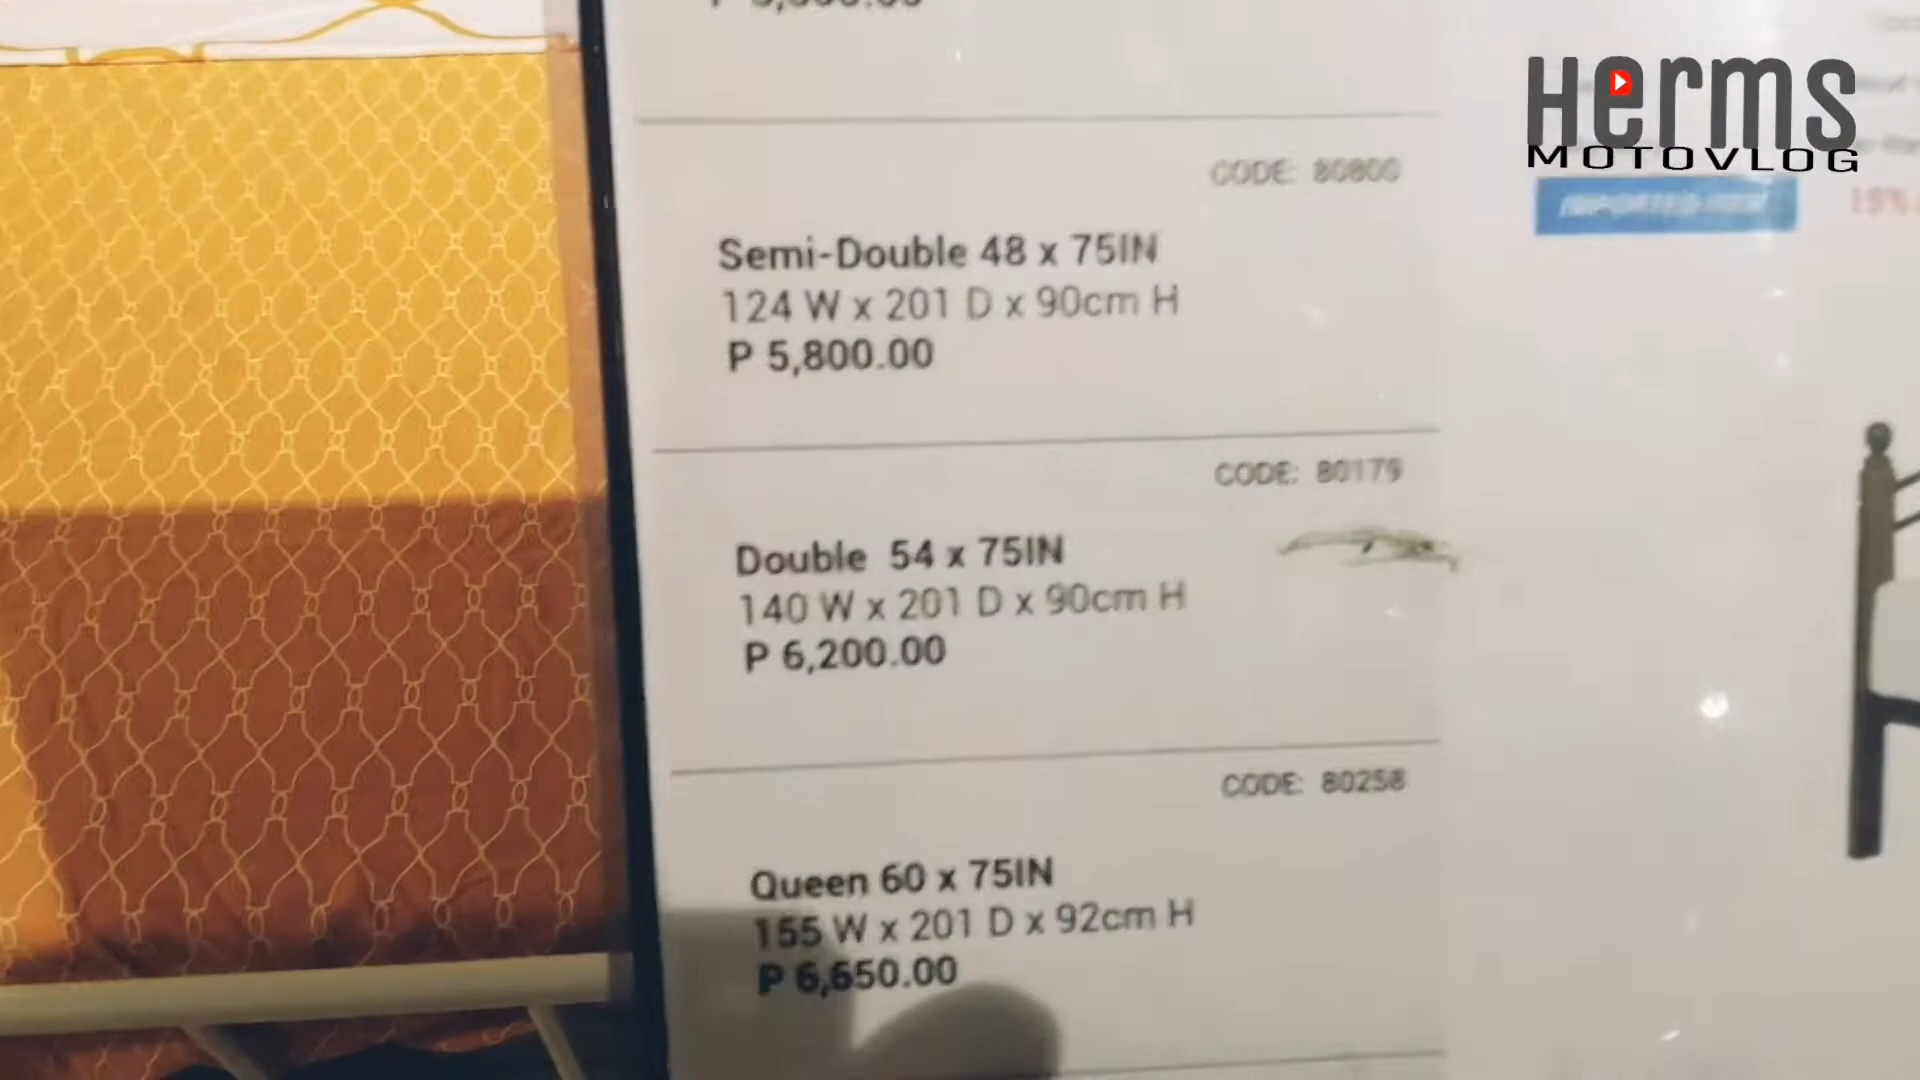 Herms
MOTOVLOG
CODE: 80800
Semi-Double 48 x 75IN
124 W x 201 D x 90cm H
P 5,800.00
CODE: 80179
Double 54 x 75IN
140 W x 201 D x 90cm H
P 6,200.00
CODE: 80258
Queen 60 x 75IN
155 W x 201 D x 92cm H
P 6,650.00